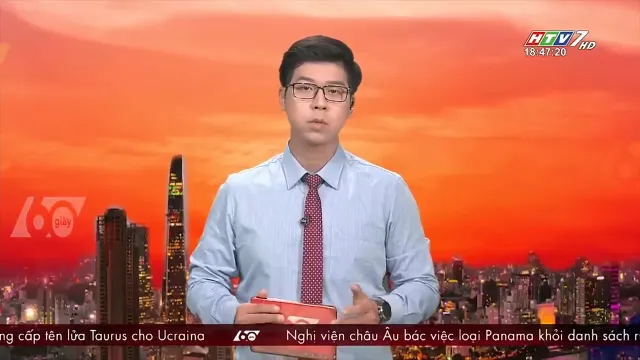 HTV7 HD
18:47:20
60 giây
ng cấp tên lửa Taurus cho Ucraina 60 Nghị viện châu Âu bác việc loại Panama khỏi danh sách